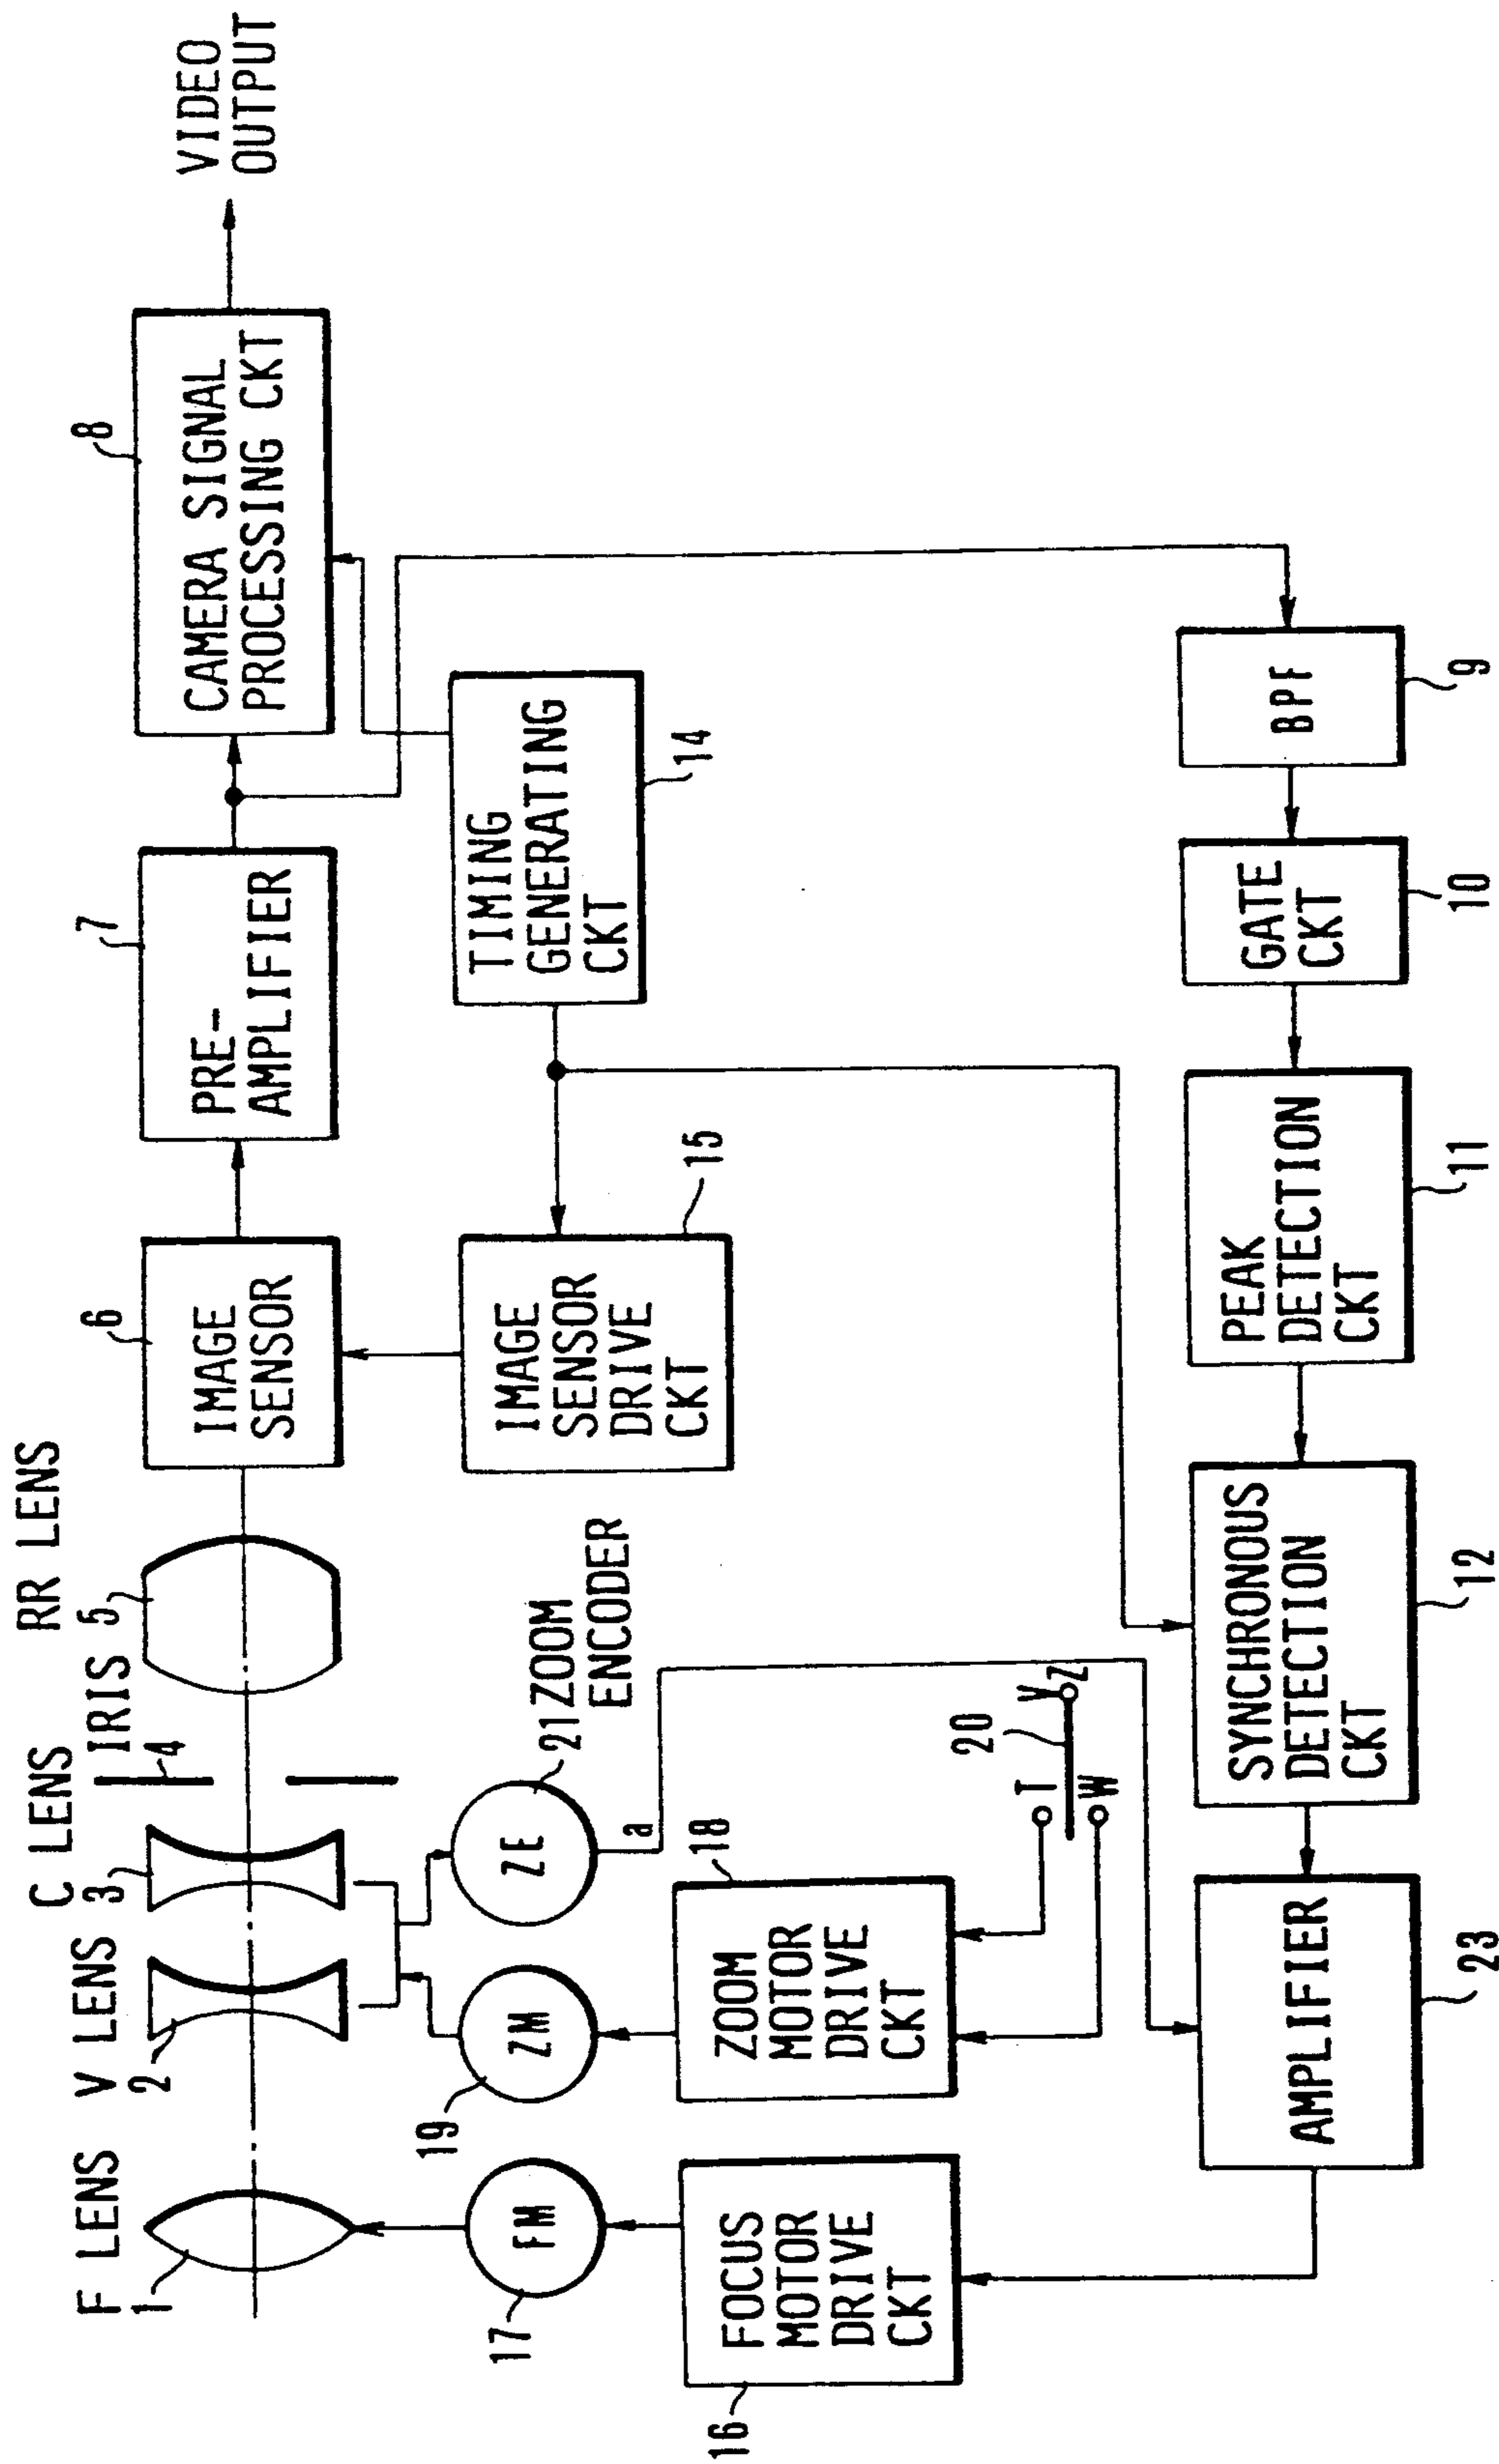 F LENS
1
V LENS
2
C LENS
3
IRIS
4
RR LENS
5
6
IMAGE
SENSOR
7
PRE-
AMPLIFIER
8
CAMERA SIGNAL
PROCESSING CKT
VIDEO
OUTPUT
17
FM
19
ZM
ZE
21
ZOOM
ENCODER
a
IMAGE
SENSOR
DRIVE
CKT
15
TIMING
GENERATING
CKT
14
16
FOCUS
MOTOR
DRIVE
CKT
18
ZOOM
MOTOR
DRIVE
CKT
T
W
20
V
Z
AMPLIFIER
23
SYNCHRONOUS
DETECTION
CKT
12
PEAK
DETECTION
CKT
11
GATE
CKT
10
BPF
9